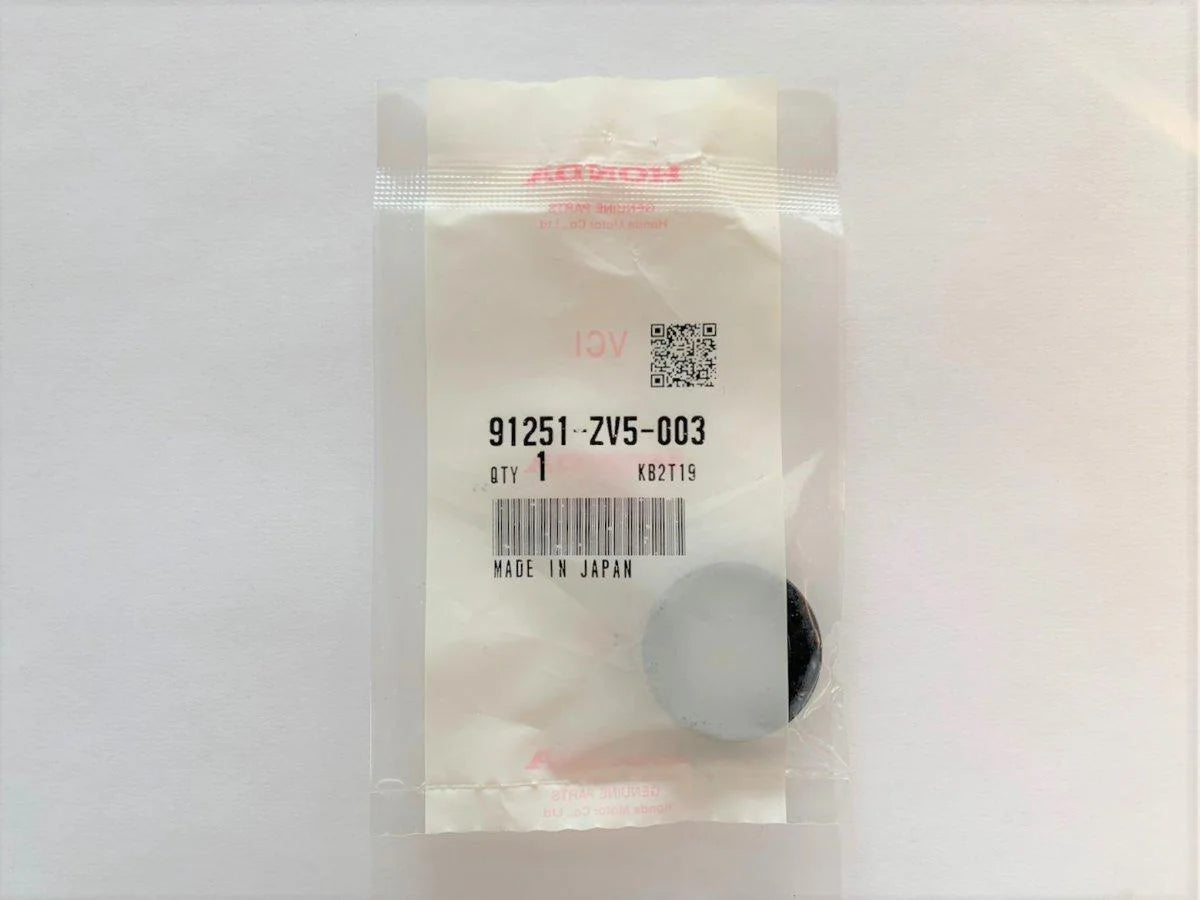 HONDA
GENUINE PARTS
Honda Motor Co., Ltd.
VCI
91251-ZV5-003
QTY 1 KB2T19
MADE IN JAPAN
HONDA
GENUINE PARTS
Honda Motor Co., Ltd.